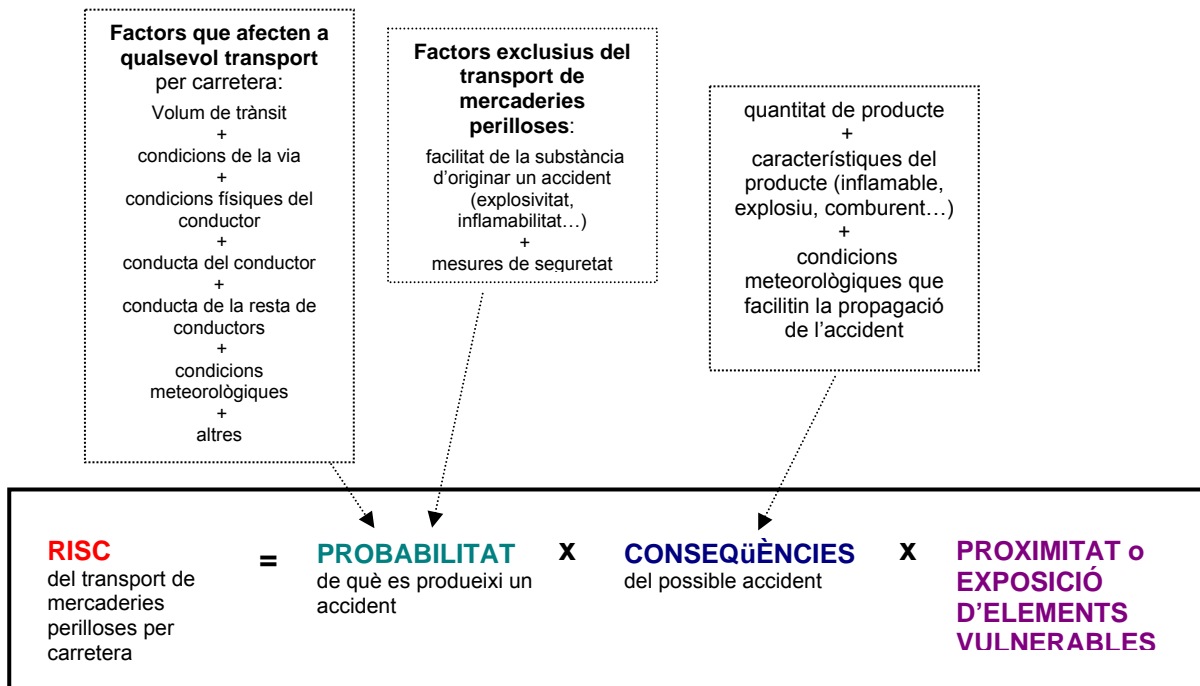 Factors que afecten a
qualsevol transport
per carretera:
Volum de trànsit
+
condicions de la via
+
condicions físiques del
conductor
+
conducta del conductor
+
conducta de la resta de
conductors
+
condicions
meteorològiques
+
altres
Factors exclusius del
transport de
mercaderies
perilloses:
facilitat de la substància
d'originar un accident
(explosivitat,
inflamabilitat...)
+
mesures de seguretat
quantitat de producte
+
característiques del
producte (inflamable,
explosiu, comburent…)
+
condicions
meteorològiques que
facilitin la propagació
de l'accident
RISC
del transport de
mercaderies
perilloses per
carretera
=
PROBABILITAT
de què es produeixi un
accident
X
CONSEQüÈNCIES
del possible accident
X
PROXIMITAT o
EXPOSICIÓ
D'ELEMENTS
VULNERABLES